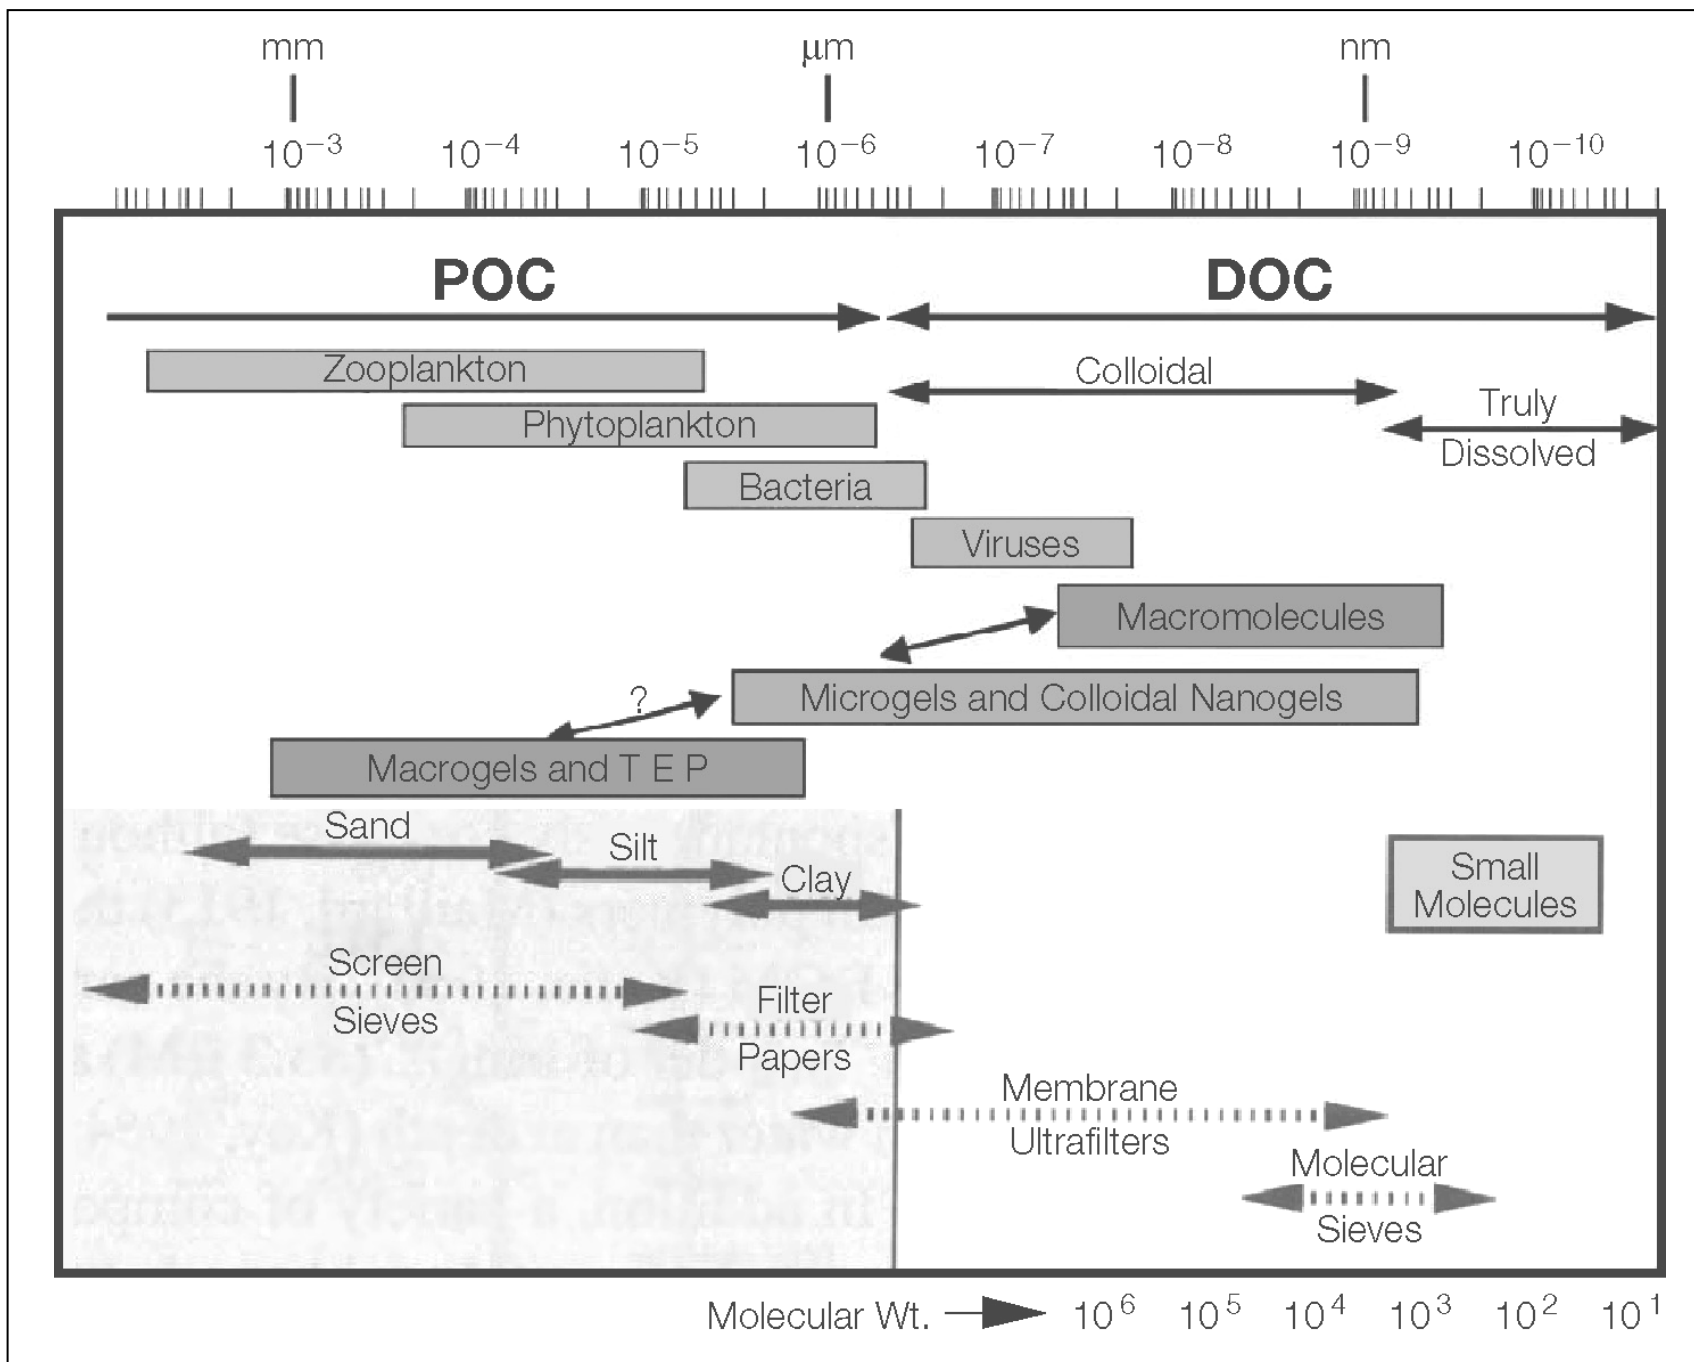 mm μm nm
10⁻³ 10⁻⁴ 10⁻⁵ 10⁻⁶ 10⁻⁷ 10⁻⁸ 10⁻⁹ 10⁻¹⁰
POC DOC
Zooplankton
Colloidal
Phytoplankton
Truly
Dissolved
Bacteria
Viruses
Macromolecules
?
Microgels and Colloidal Nanogels
Macrogels and T E P
Sand
Silt
Clay
Small
Molecules
Screen
Sieves
Filter
Papers
Membrane
Ultrafilters
Molecular
Sieves
Molecular Wt. 10⁶ 10⁵ 10⁴ 10³ 10² 10¹